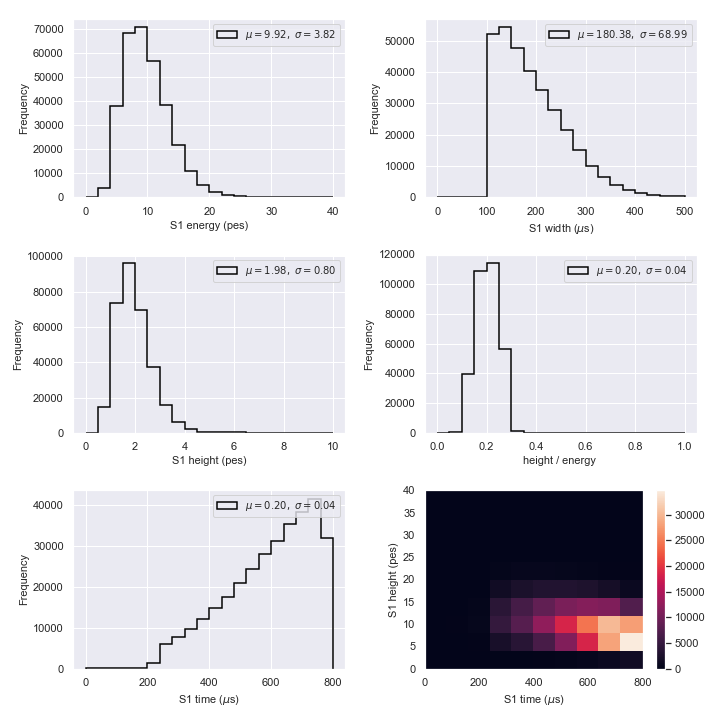 μ = 9.92, σ = 3.82
Frequency
70000
60000
50000
40000
30000
20000
10000
0
0 10 20 30 40
S1 energy (pes)
μ = 180.38, σ = 68.99
Frequency
50000
40000
30000
20000
10000
0
0 100 200 300 400 500
S1 width (μs)
μ = 1.98, σ = 0.80
Frequency
100000
80000
60000
40000
20000
0
0 2 4 6 8 10
S1 height (pes)
μ = 0.20, σ = 0.04
Frequency
120000
100000
80000
60000
40000
20000
0
0.0 0.2 0.4 0.6 0.8 1.0
height / energy
μ = 0.20, σ = 0.04
Frequency
40000
30000
20000
10000
0
0 200 400 600 800
S1 time (μs)
S1 height (pes)
40
35
30
25
20
15
10
5
0
0 200 400 600 800
S1 time (μs)
30000
25000
20000
15000
10000
5000
0